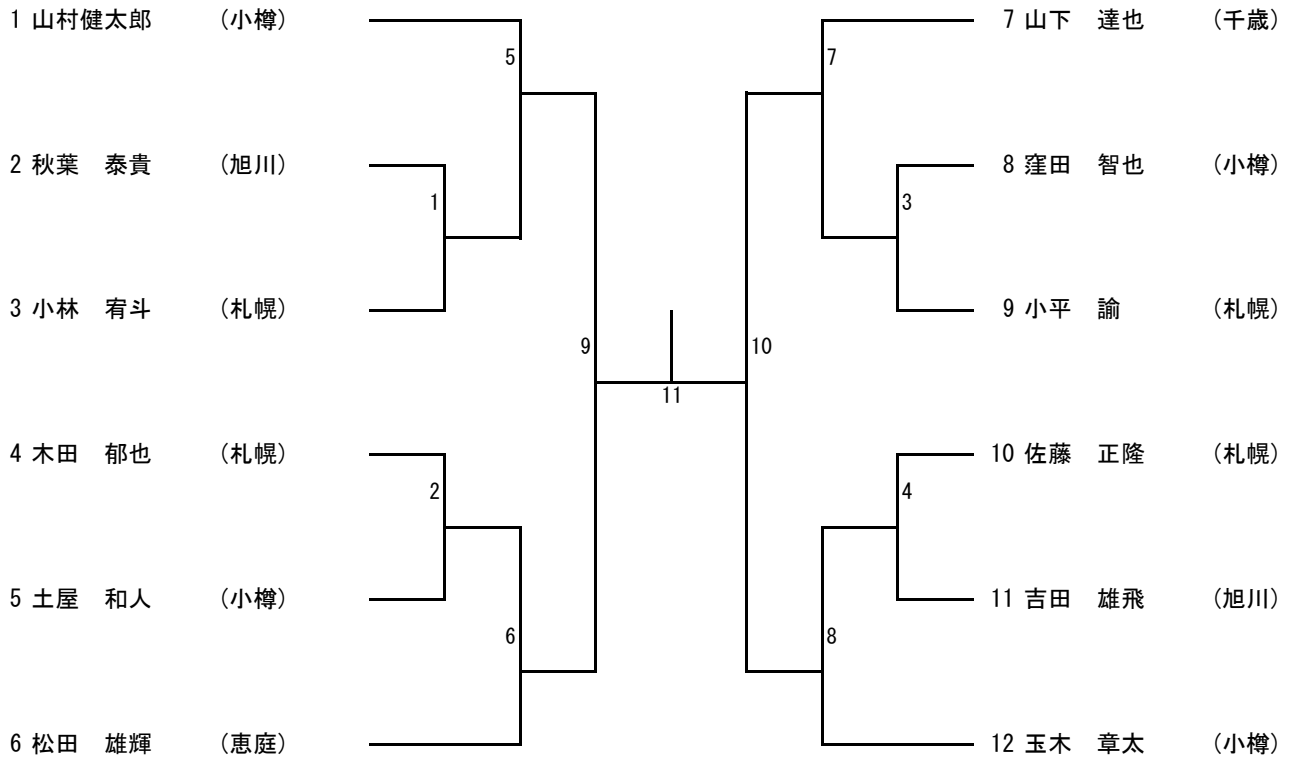 1 山村健太郎 (小樽)
5
2 秋葉 泰貴 (旭川)
1
3 小林 宥斗 (札幌)
9
4 木田 郁也 (札幌)
2
5 土屋 和人 (小樽)
6
6 松田 雄輝 (恵庭)
11
7 山下 達也 (千歳)
7
8 窪田 智也 (小樽)
3
9 小平 諭 (札幌)
10
10 佐藤 正隆 (札幌)
4
11 吉田 雄飛 (旭川)
8
12 玉木 章太 (小樽)